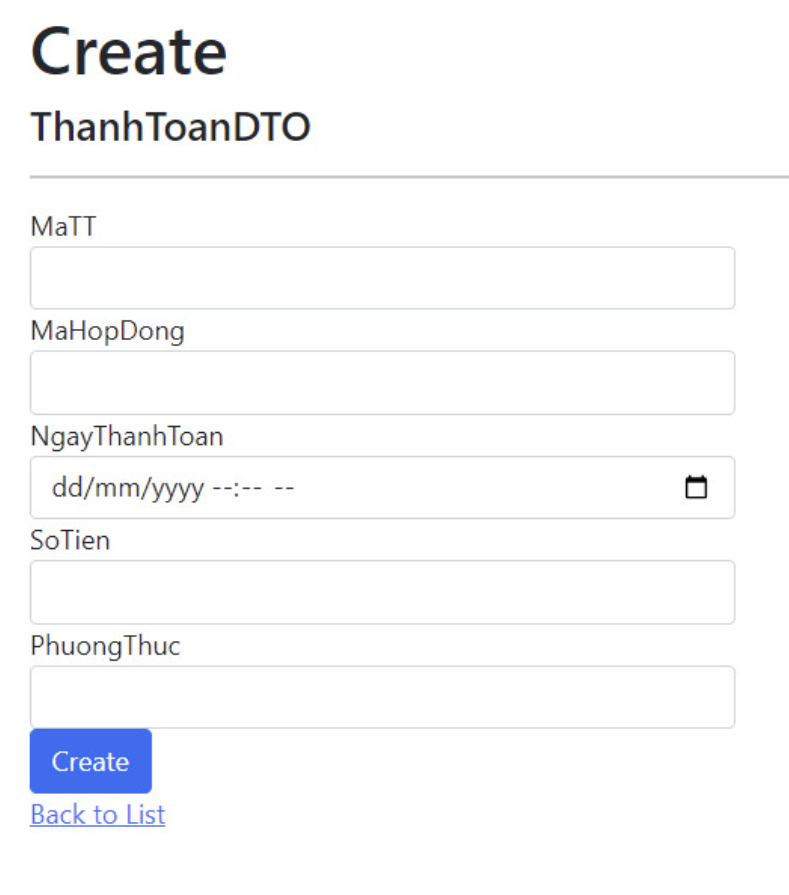 Create
ThanhToanDTO
MaTT
MaHopDong
NgayThanhToan
dd/mm/yyyy --:-- --
SoTien
PhuongThuc
Create
Back to List